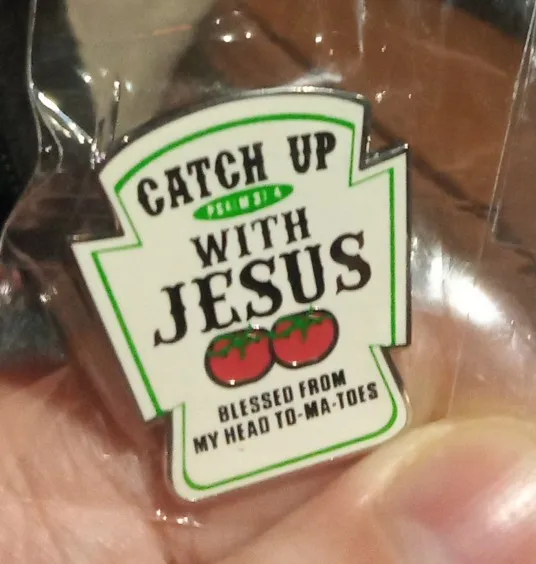 CATCH UP
WITH
JESUS
BLESSED FROM
MY HEAD TO-MA-TOES